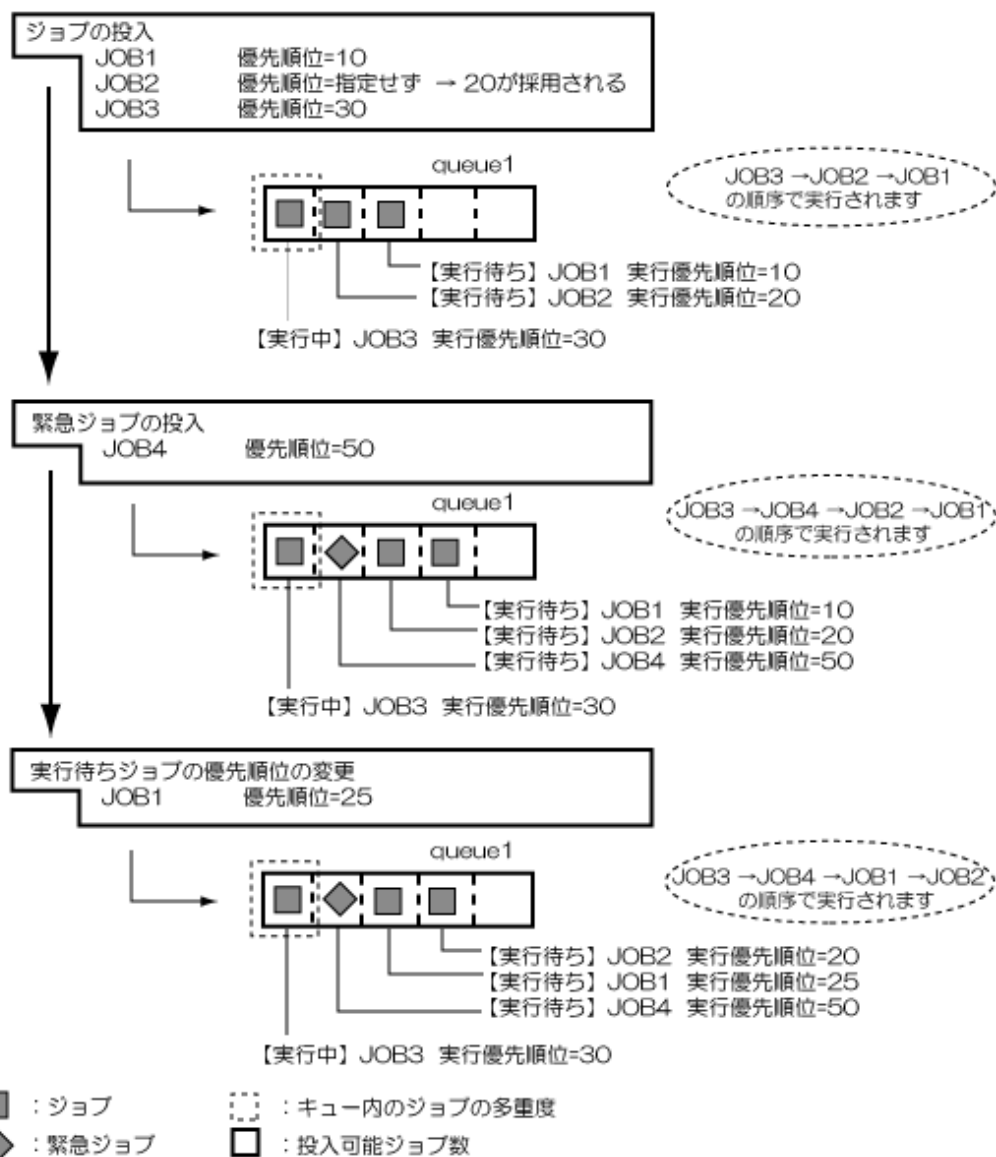 ジョブの投入
JOB1 優先順位=10
JOB2 優先順位=指定せず → 20が採用される
JOB3 優先順位=30
queue1
JOB3 →JOB2 →JOB1
の順序で実行されます
【実行待ち】JOB1 実行優先順位=10
【実行待ち】JOB2 実行優先順位=20
【実行中】JOB3 実行優先順位=30
緊急ジョブの投入
JOB4 優先順位=50
queue1
JOB3 →JOB4 →JOB2 →JOB1
の順序で実行されます
【実行待ち】JOB1 実行優先順位=10
【実行待ち】JOB2 実行優先順位=20
【実行待ち】JOB4 実行優先順位=50
【実行中】JOB3 実行優先順位=30
実行待ちジョブの優先順位の変更
JOB1 優先順位=25
queue1
JOB3 →JOB4 →JOB1 →JOB2
の順序で実行されます
【実行待ち】JOB2 実行優先順位=20
【実行待ち】JOB1 実行優先順位=25
【実行待ち】JOB4 実行優先順位=50
【実行中】JOB3 実行優先順位=30
：ジョブ ：キュー内のジョブの多重度
：緊急ジョブ ：投入可能ジョブ数